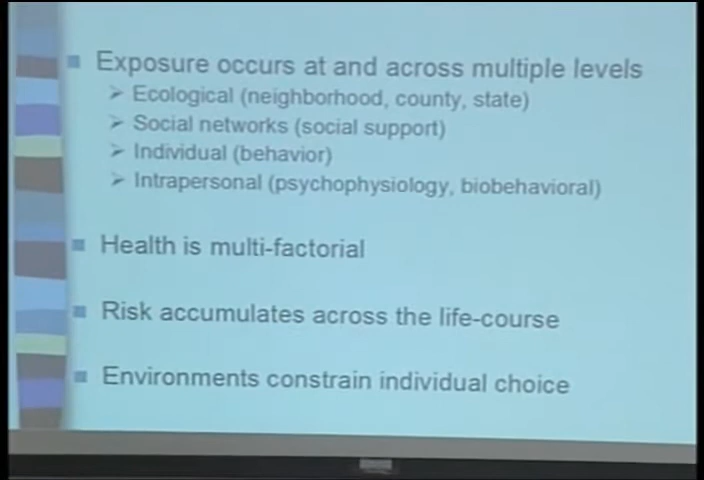 Exposure occurs at and across multiple levels
Ecological (neighborhood, county, state)
Social networks (social support)
Individual (behavior)
Intrapersonal (psychophysiology, biobehavioral)
Health is multi-factorial
Risk accumulates across the life-course
Environments constrain individual choice